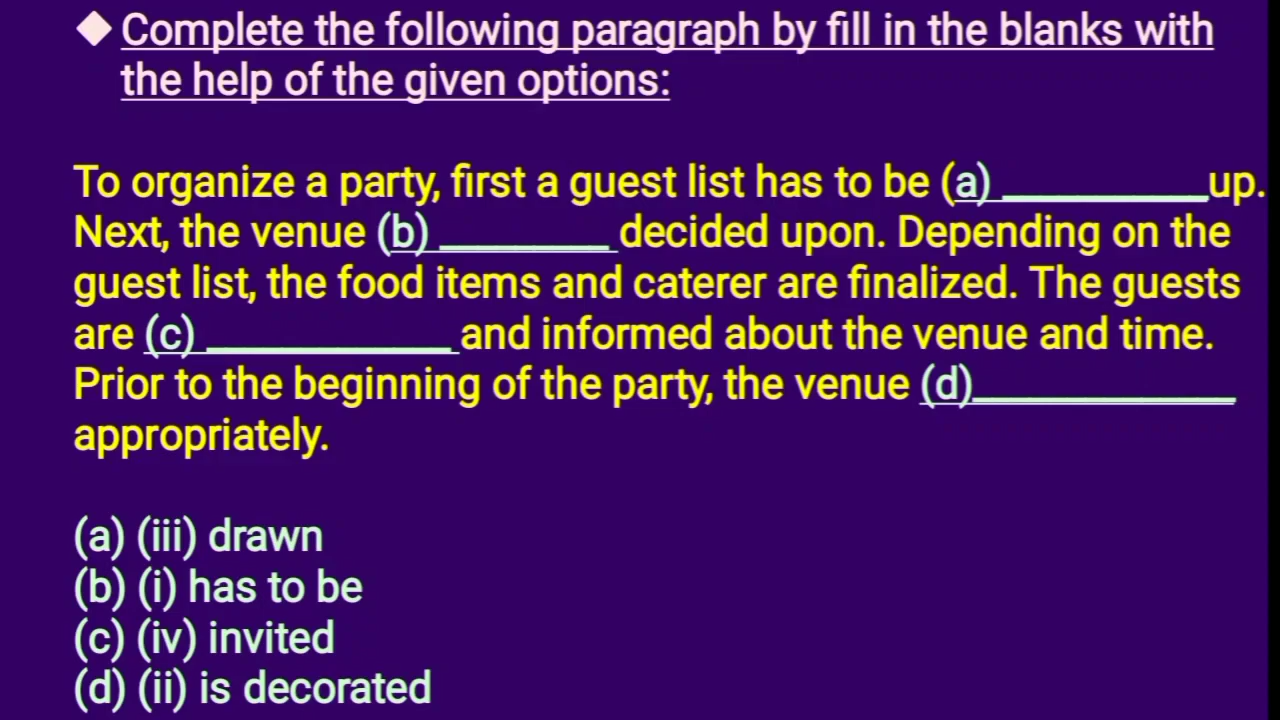 ◆ Complete the following paragraph by fill in the blanks with
the help of the given options:
To organize a party, first a guest list has to be (a) __________up.
Next, the venue (b) ________ decided upon. Depending on the
guest list, the food items and caterer are finalized. The guests
are (c) ____________and informed about the venue and time.
Prior to the beginning of the party, the venue (d)_____________
appropriately.
(a) (iii) drawn
(b) (i) has to be
(c) (iv) invited
(d) (ii) is decorated